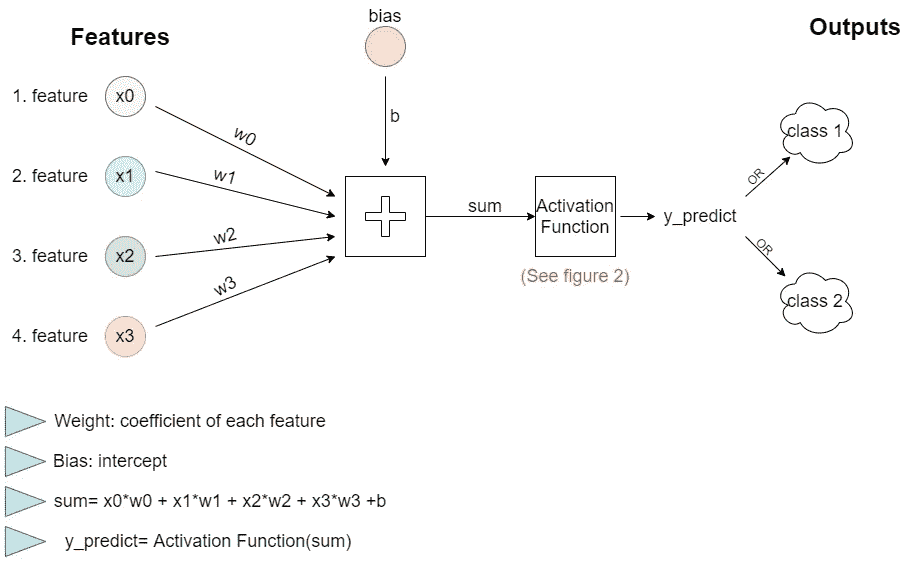 Features
bias
Outputs
1. feature
x0
w0
b
class 1
2. feature
x1
w1
OR
sum
Activation
Function
y_predict
3. feature
x2
w2
OR
(See figure 2)
4. feature
x3
w3
class 2
Weight: coefficient of each feature
Bias: intercept
sum= x0*w0 + x1*w1 + x2*w2 + x3*w3 +b
y_predict= Activation Function(sum)